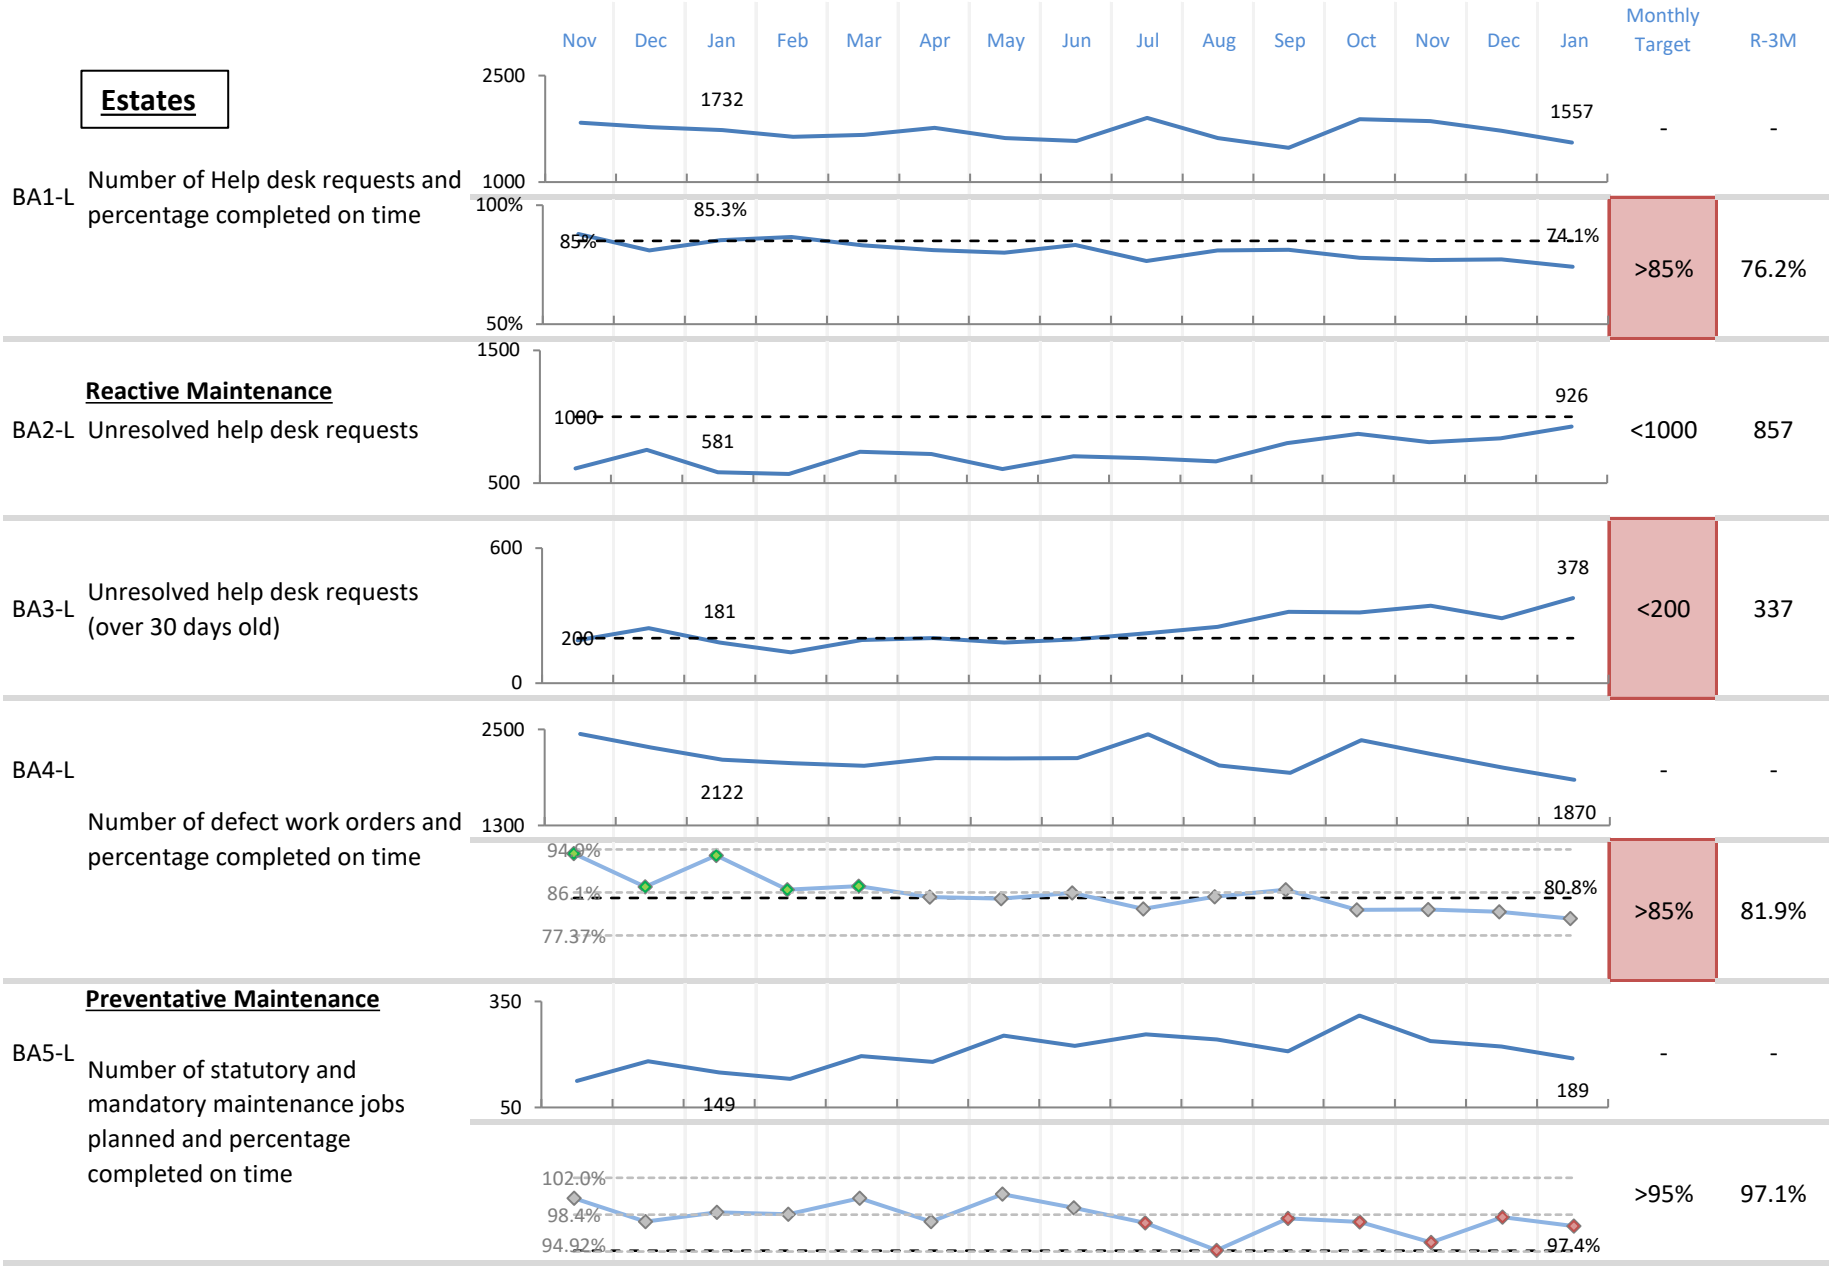 Nov Dec Jan Feb Mar Apr May Jun Jul Aug Sep Oct Nov Dec Jan Monthly Target R-3M
Estates
2500
1732
1557
1000
- -
BA1-L
Number of Help desk requests and
percentage completed on time
100%
85.3%
85%
74.1%
50%
>85% 76.2%
Reactive Maintenance
BA2-L Unresolved help desk requests
1500
1000
581
926
500
<1000 857
BA3-L
Unresolved help desk requests
(over 30 days old)
600
181
200
378
0
<200 337
BA4-L
Number of defect work orders and
percentage completed on time
2500
2122
1870
1300
- -
94.9%
86.1%
80.8%
77.37%
>85% 81.9%
Preventative Maintenance
BA5-L
Number of statutory and
mandatory maintenance jobs
planned and percentage
completed on time
350
149
189
50
- -
102.0%
98.4%
94.92%
97.4%
>95% 97.1%